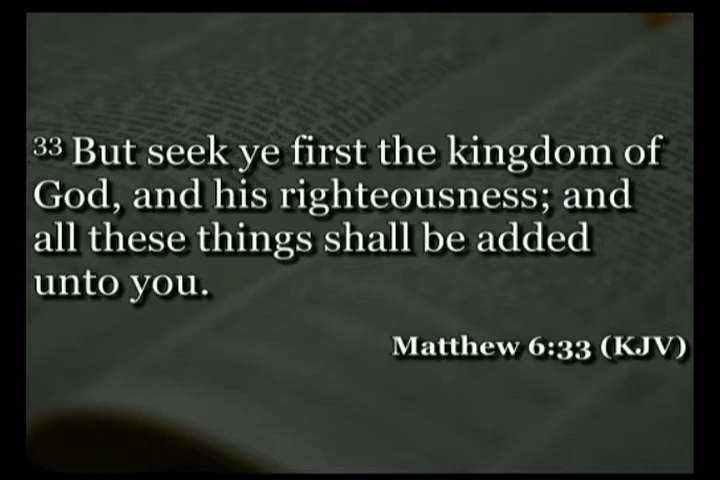 33 But seek ye first the kingdom of
God, and his righteousness; and
all these things shall be added
unto you.
Matthew 6:33 (KJV)